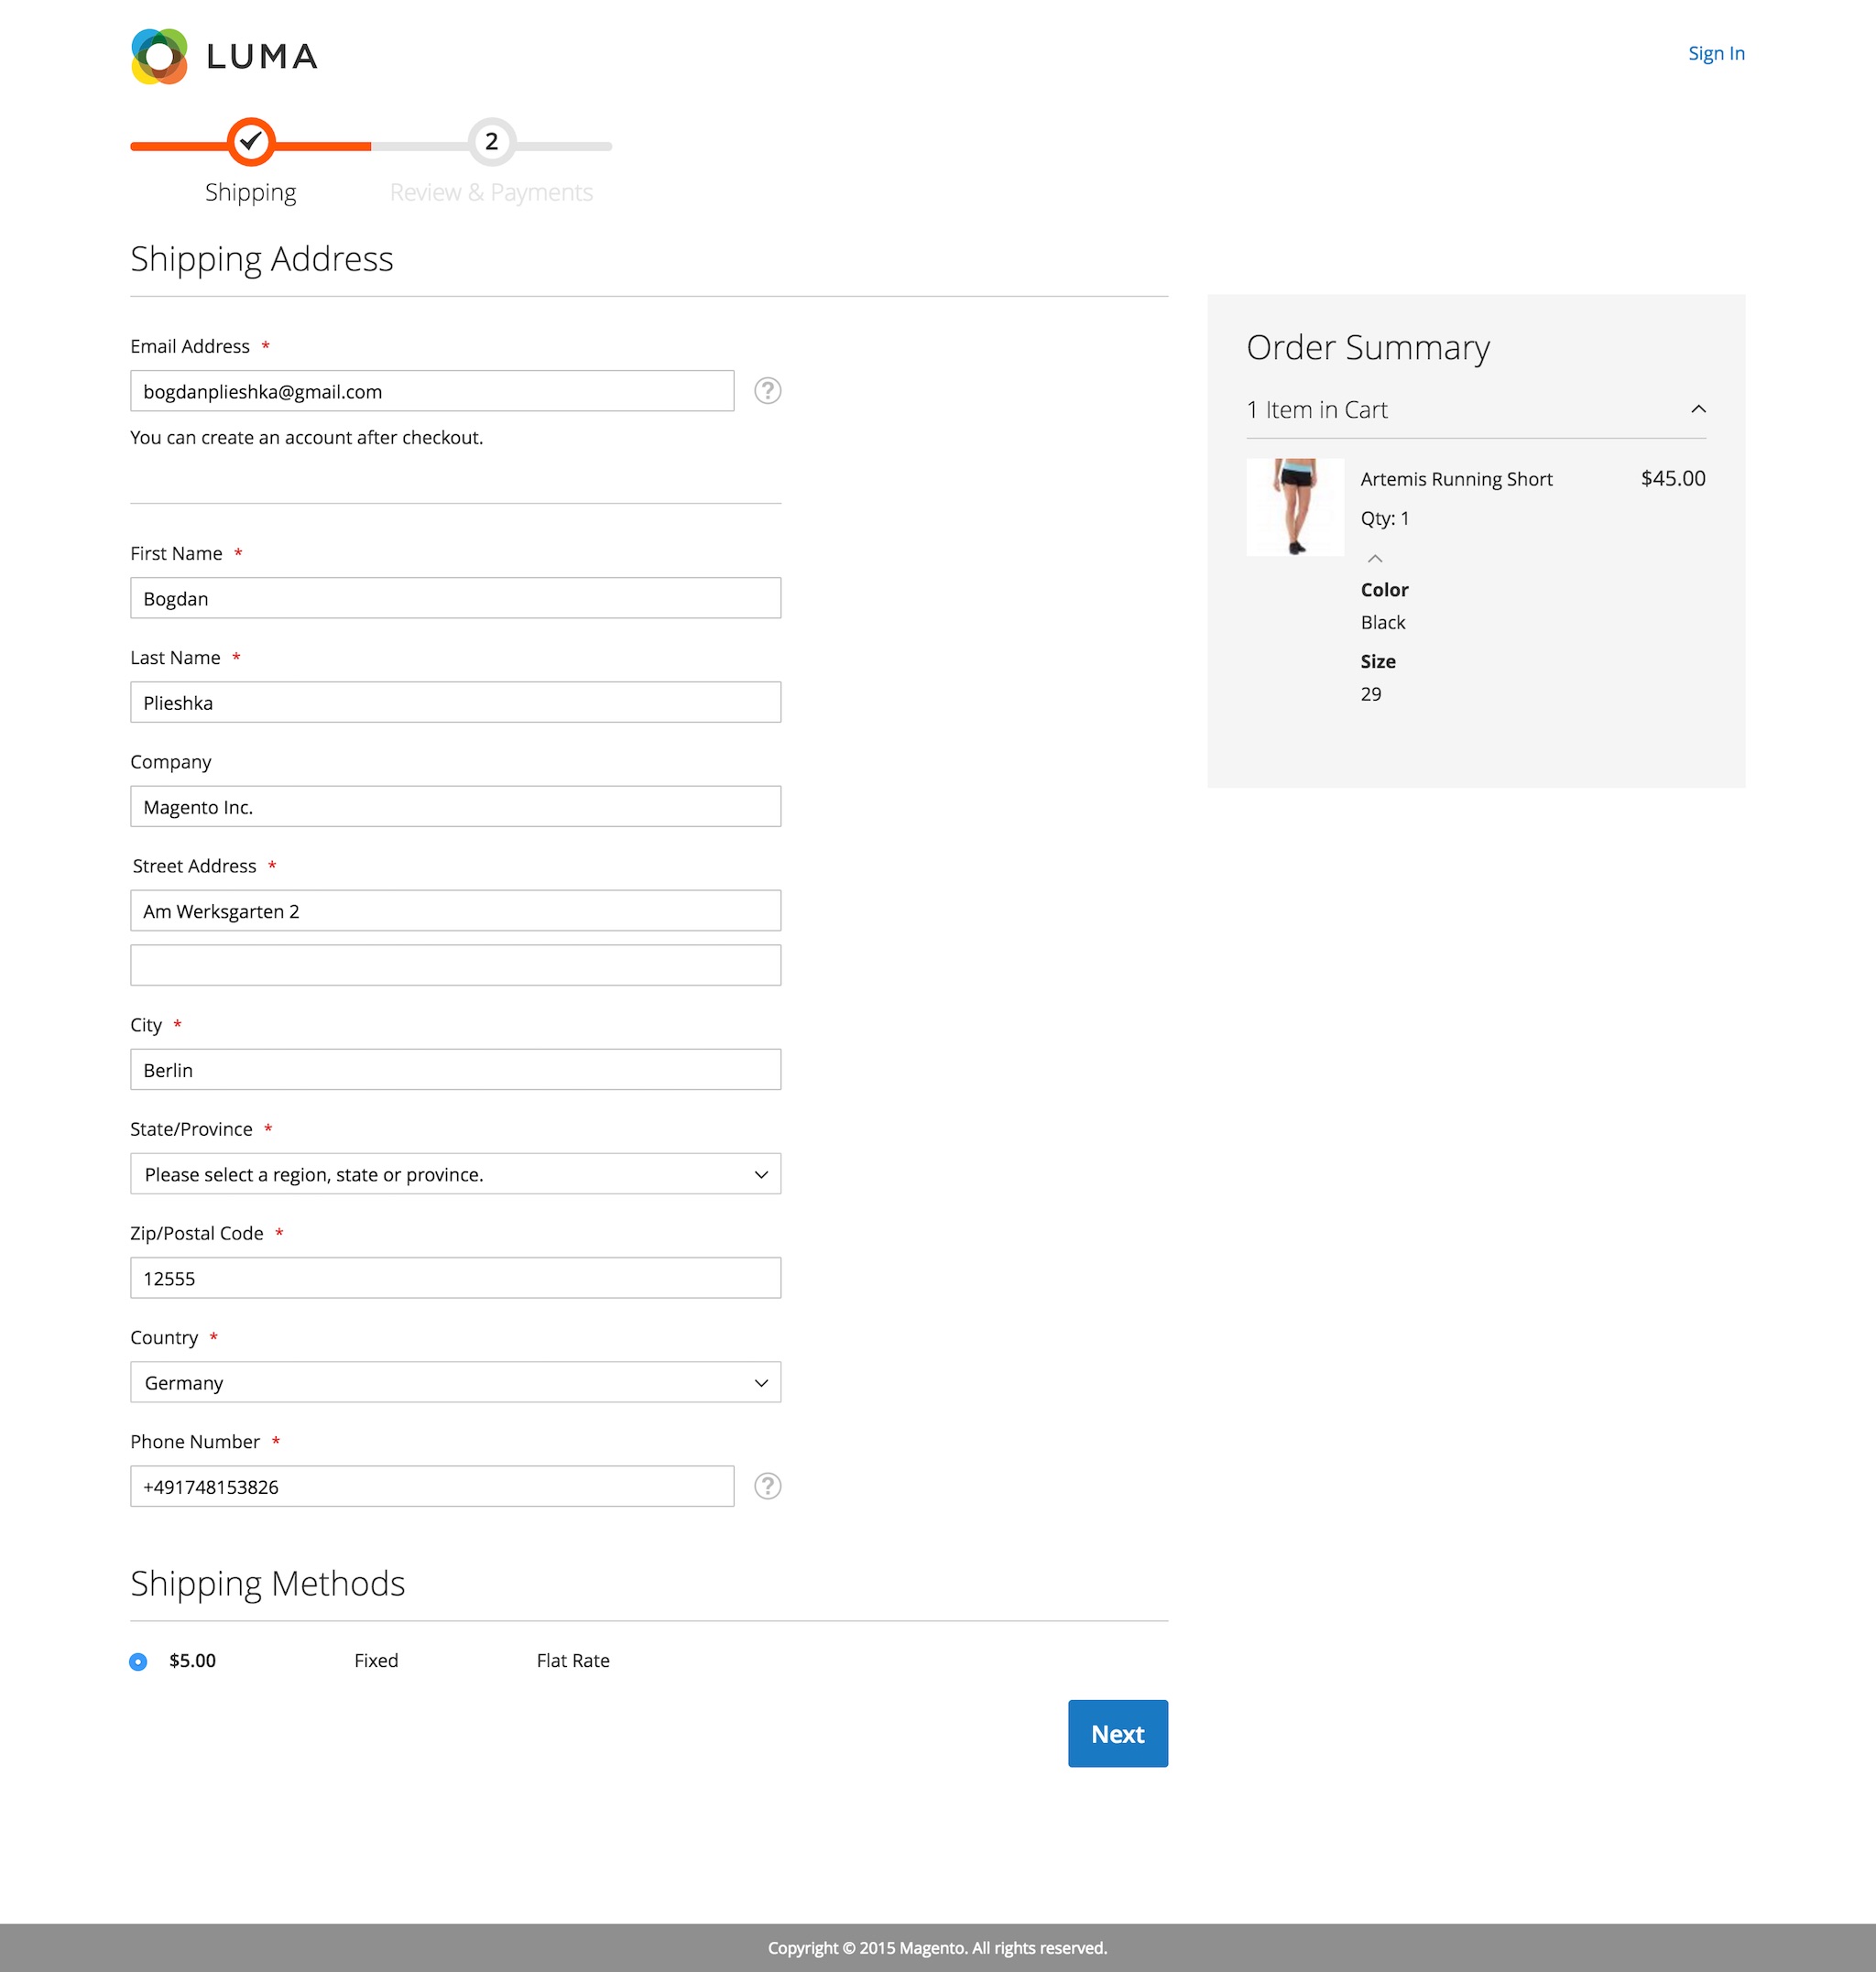 LUMA
Sign In
2
Shipping
Review & Payments
Shipping Address
Email Address *
bogdanplieshka@gmail.com
?
You can create an account after checkout.
First Name *
Bogdan
Last Name *
Plieshka
Company
Magento Inc.
Street Address *
Am Werksgarten 2
City *
Berlin
State/Province *
Please select a region, state or province.
Zip/Postal Code *
12555
Country *
Germany
Phone Number *
+491748153826
?
Shipping Methods
$5.00 Fixed Flat Rate
Next
Order Summary
1 Item in Cart
Artemis Running Short $45.00
Qty: 1
Color
Black
Size
29
Copyright © 2015 Magento. All rights reserved.